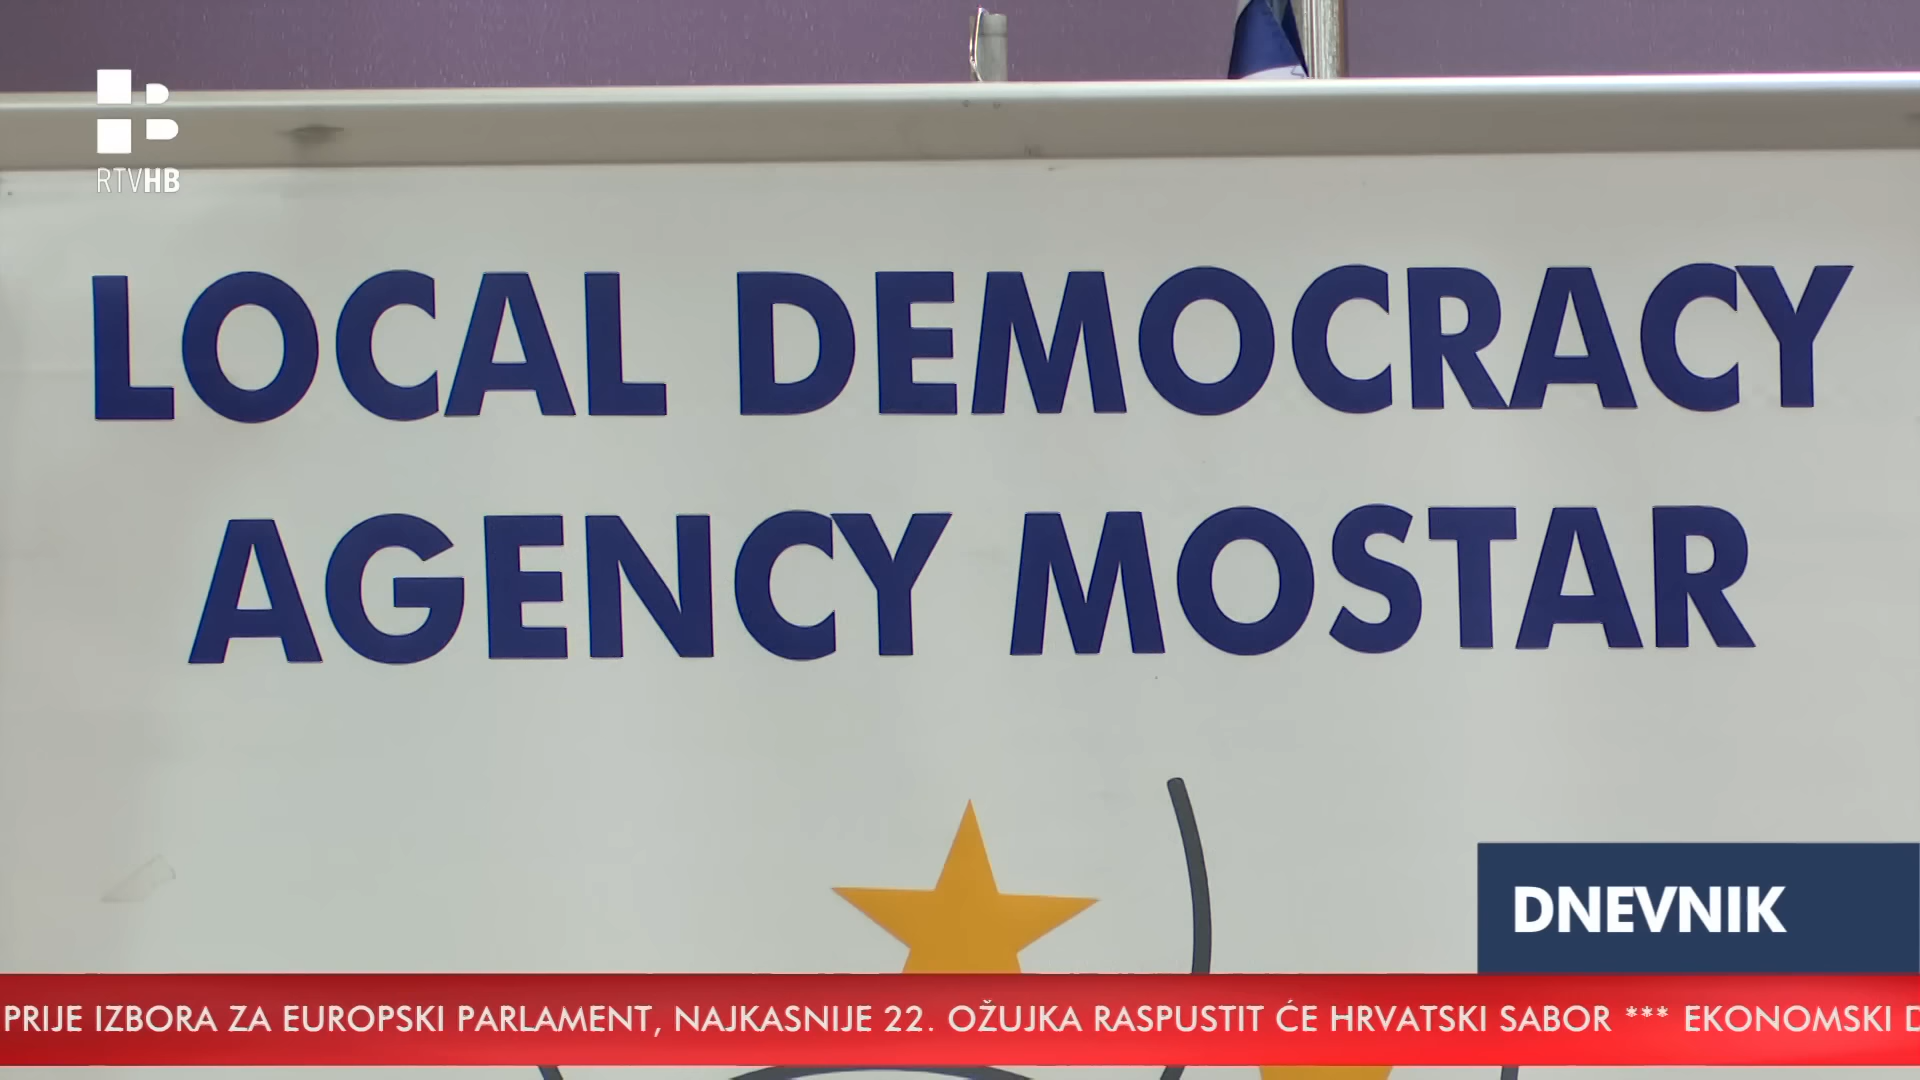 RTVHB
LOCAL DEMOCRACY
AGENCY MOSTAR
DNEVNIK
PRIJE IZBORA ZA EUROPSKI PARLAMENT, NAJKASNIJE 22. OŽUJKA RASPUSTIT ĆE HRVATSKI SABOR *** EKONOMSKI